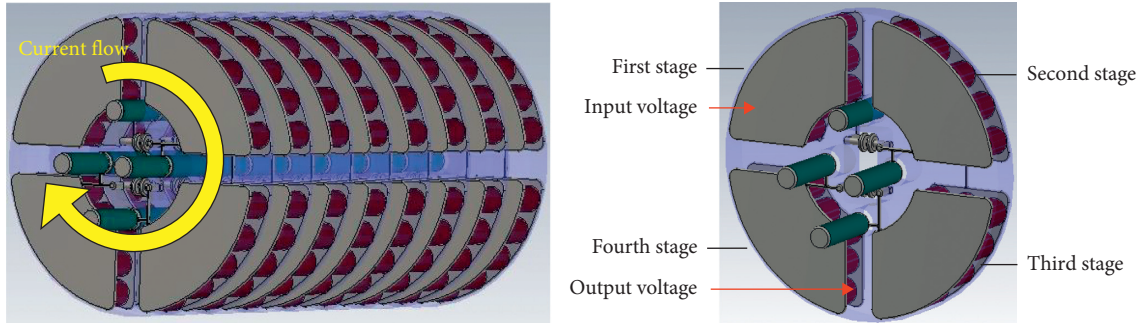 Current flow
First stage
Second stage
Input voltage
Fourth stage
Third stage
Output voltage